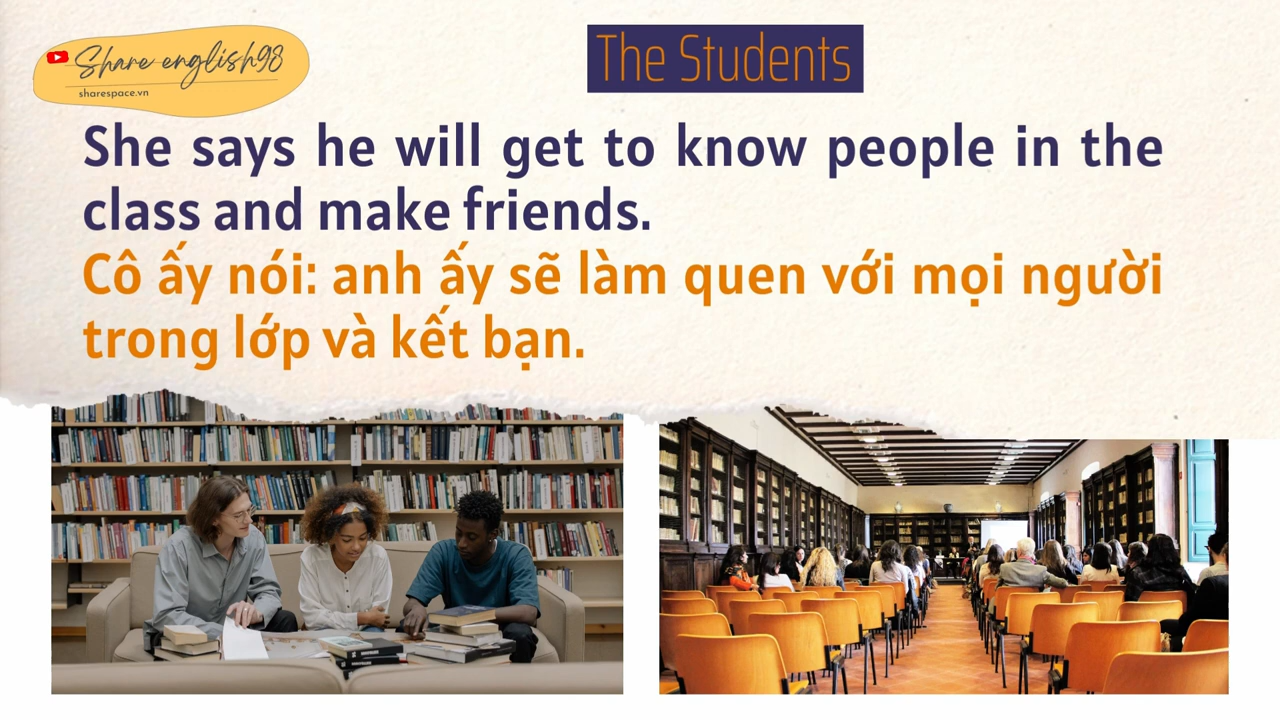 Share english98
sharespace.vn
The Students
She says he will get to know people in the
class and make friends.
Cô ấy nói: anh ấy sẽ làm quen với mọi người
trong lớp và kết bạn.